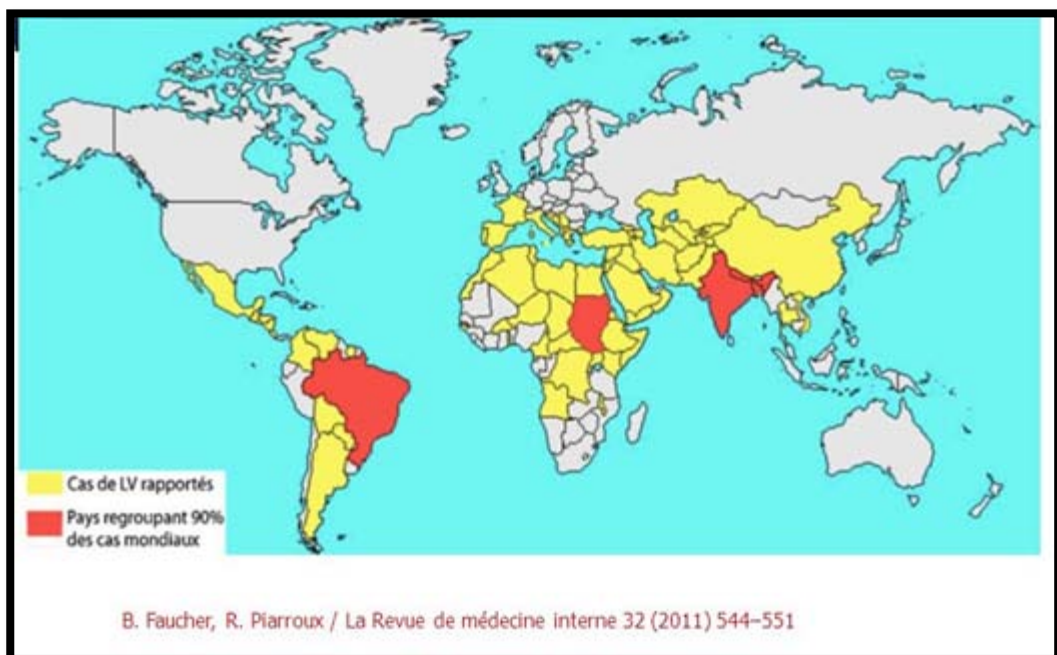 Cas de LV rapportés
Pays regroupant 90%
des cas mondiaux
B. Faucher, R. Piarroux / La Revue de médecine interne 32 (2011) 544–551